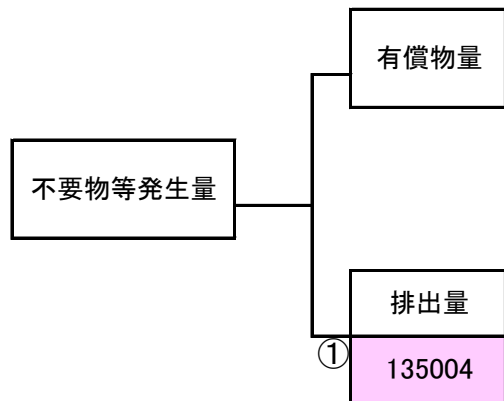 有償物量
不要物等発生量
排出量
①
135004